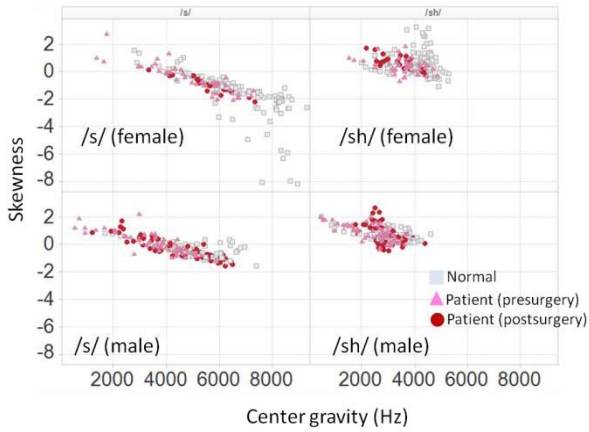 /s/ /sh/
2
0
-2
-4
-6
-8
/s/ (female) /sh/ (female)
Skewness
2
0
-2
-4
-6
-8
Normal
Patient (presurgery)
Patient (postsurgery)
/s/ (male) /sh/ (male)
2000 4000 6000 8000 2000 4000 6000 8000
Center gravity (Hz)